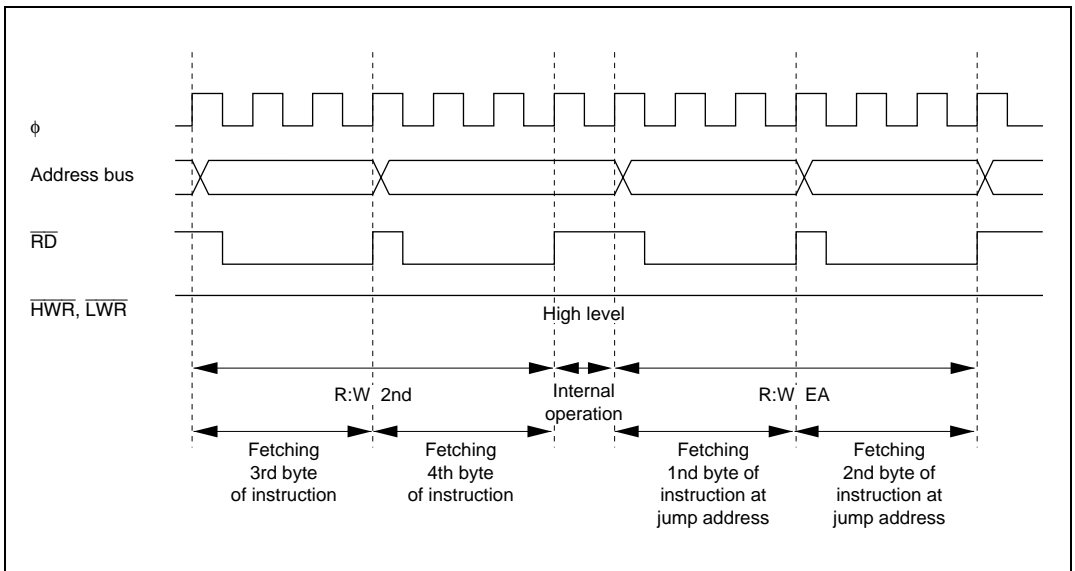 φ
Address bus
RD
HWR, LWR
High level
R:W 2nd
Internal
operation
R:W EA
Fetching
3rd byte
of instruction
Fetching
4th byte
of instruction
Fetching
1nd byte of
instruction at
jump address
Fetching
2nd byte of
instruction at
jump address